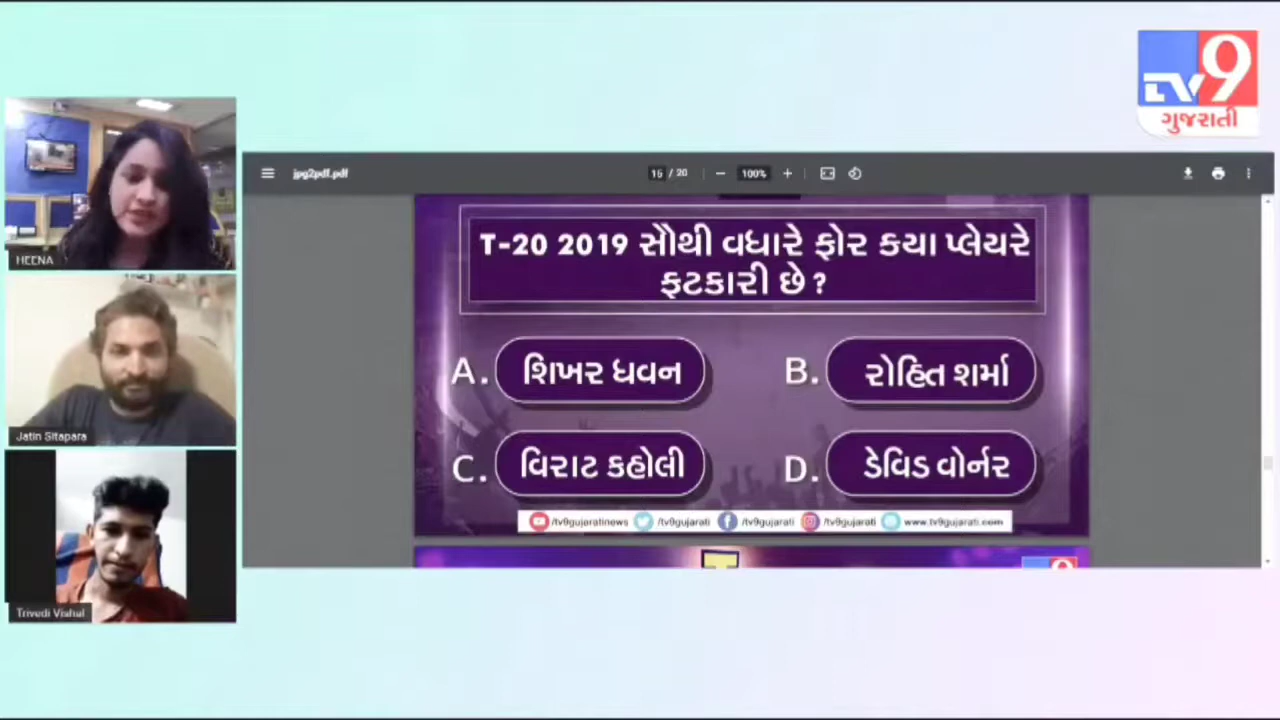 TV9
ગુજરાતી
HEENA
Jatin Sitapara
Trivedi Vishal
jpg2pdf.pdf
15 / 20
100%
T-20 2019 સૌથી વધારે ફોર કયા પ્લેયરે
ફટકારી છે ?
A. શિખર ધવન
B. રોહિત શર્મા
C. વિરાટ કહોલી
D. ડેવિડ વોર્નર
/tv9gujaratinews /tv9gujarati /tv9gujarati /tv9gujarati www.tv9gujarati.com